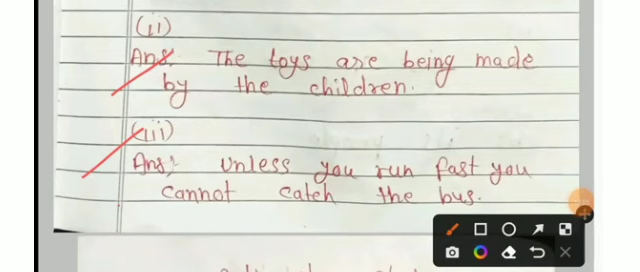 (ii)
Ans. The toys are being made
by the children.
(iii)
Ans: Unless you run fast you
cannot catch the bus.